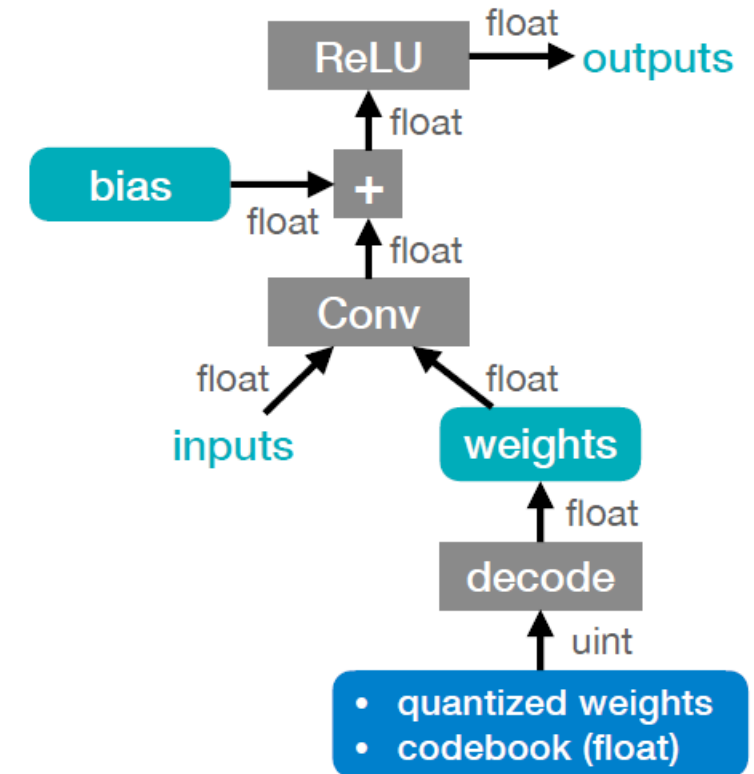 float
ReLU
outputs
float
bias
+
float
float
Conv
float
float
inputs
weights
float
decode
uint
• quantized weights
• codebook (float)